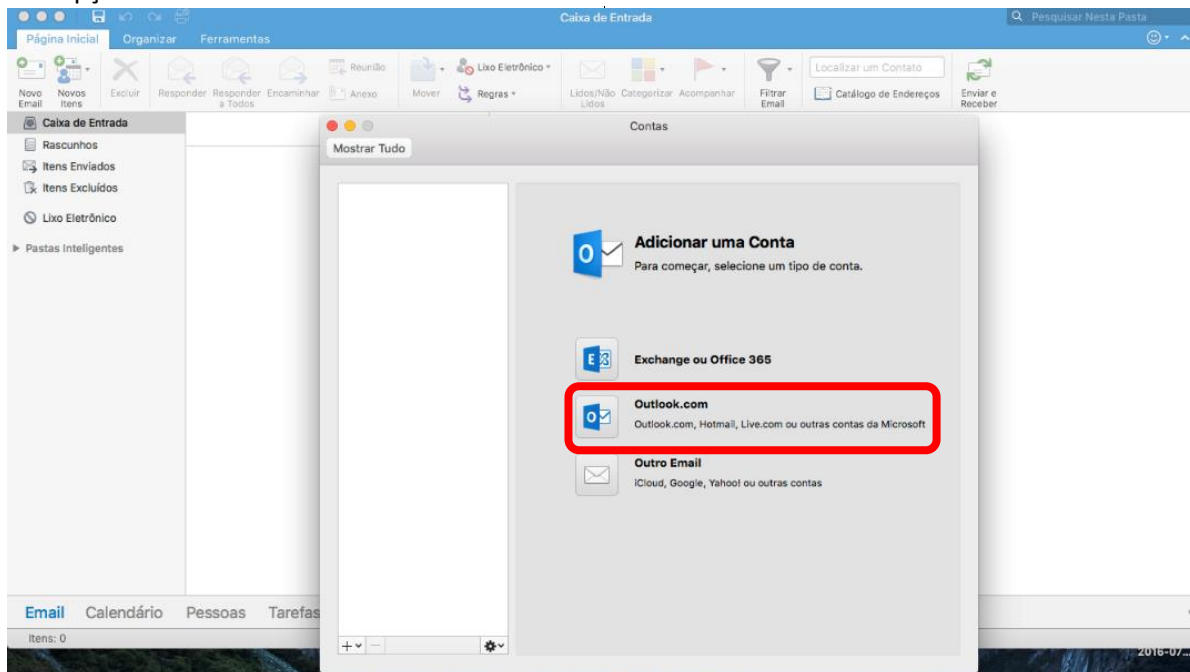 Caixa de Entrada
Pesquisar Nesta Pasta
Página Inicial Organizar Ferramentas
Novo Email
Novos Itens
Excluir
Responder
Responder a Todos
Encaminhar
Reunião
Anexo
Mover
Lixo Eletrônico
Regras
Lidos/Não Lidos
Categorizar
Acompanhar
Filtrar Email
Localizar um Contato
Catálogo de Endereços
Enviar e Receber
Caixa de Entrada
Rascunhos
Itens Enviados
Itens Excluídos
Lixo Eletrônico
Pastas Inteligentes
Contas
Mostrar Tudo
Adicionar uma Conta
Para começar, selecione um tipo de conta.
Exchange ou Office 365
Outlook.com
Outlook.com, Hotmail, Live.com ou outras contas da Microsoft
Outro Email
iCloud, Google, Yahoo! ou outras contas
Email Calendário Pessoas Tarefas
Itens: 0
2016-07...